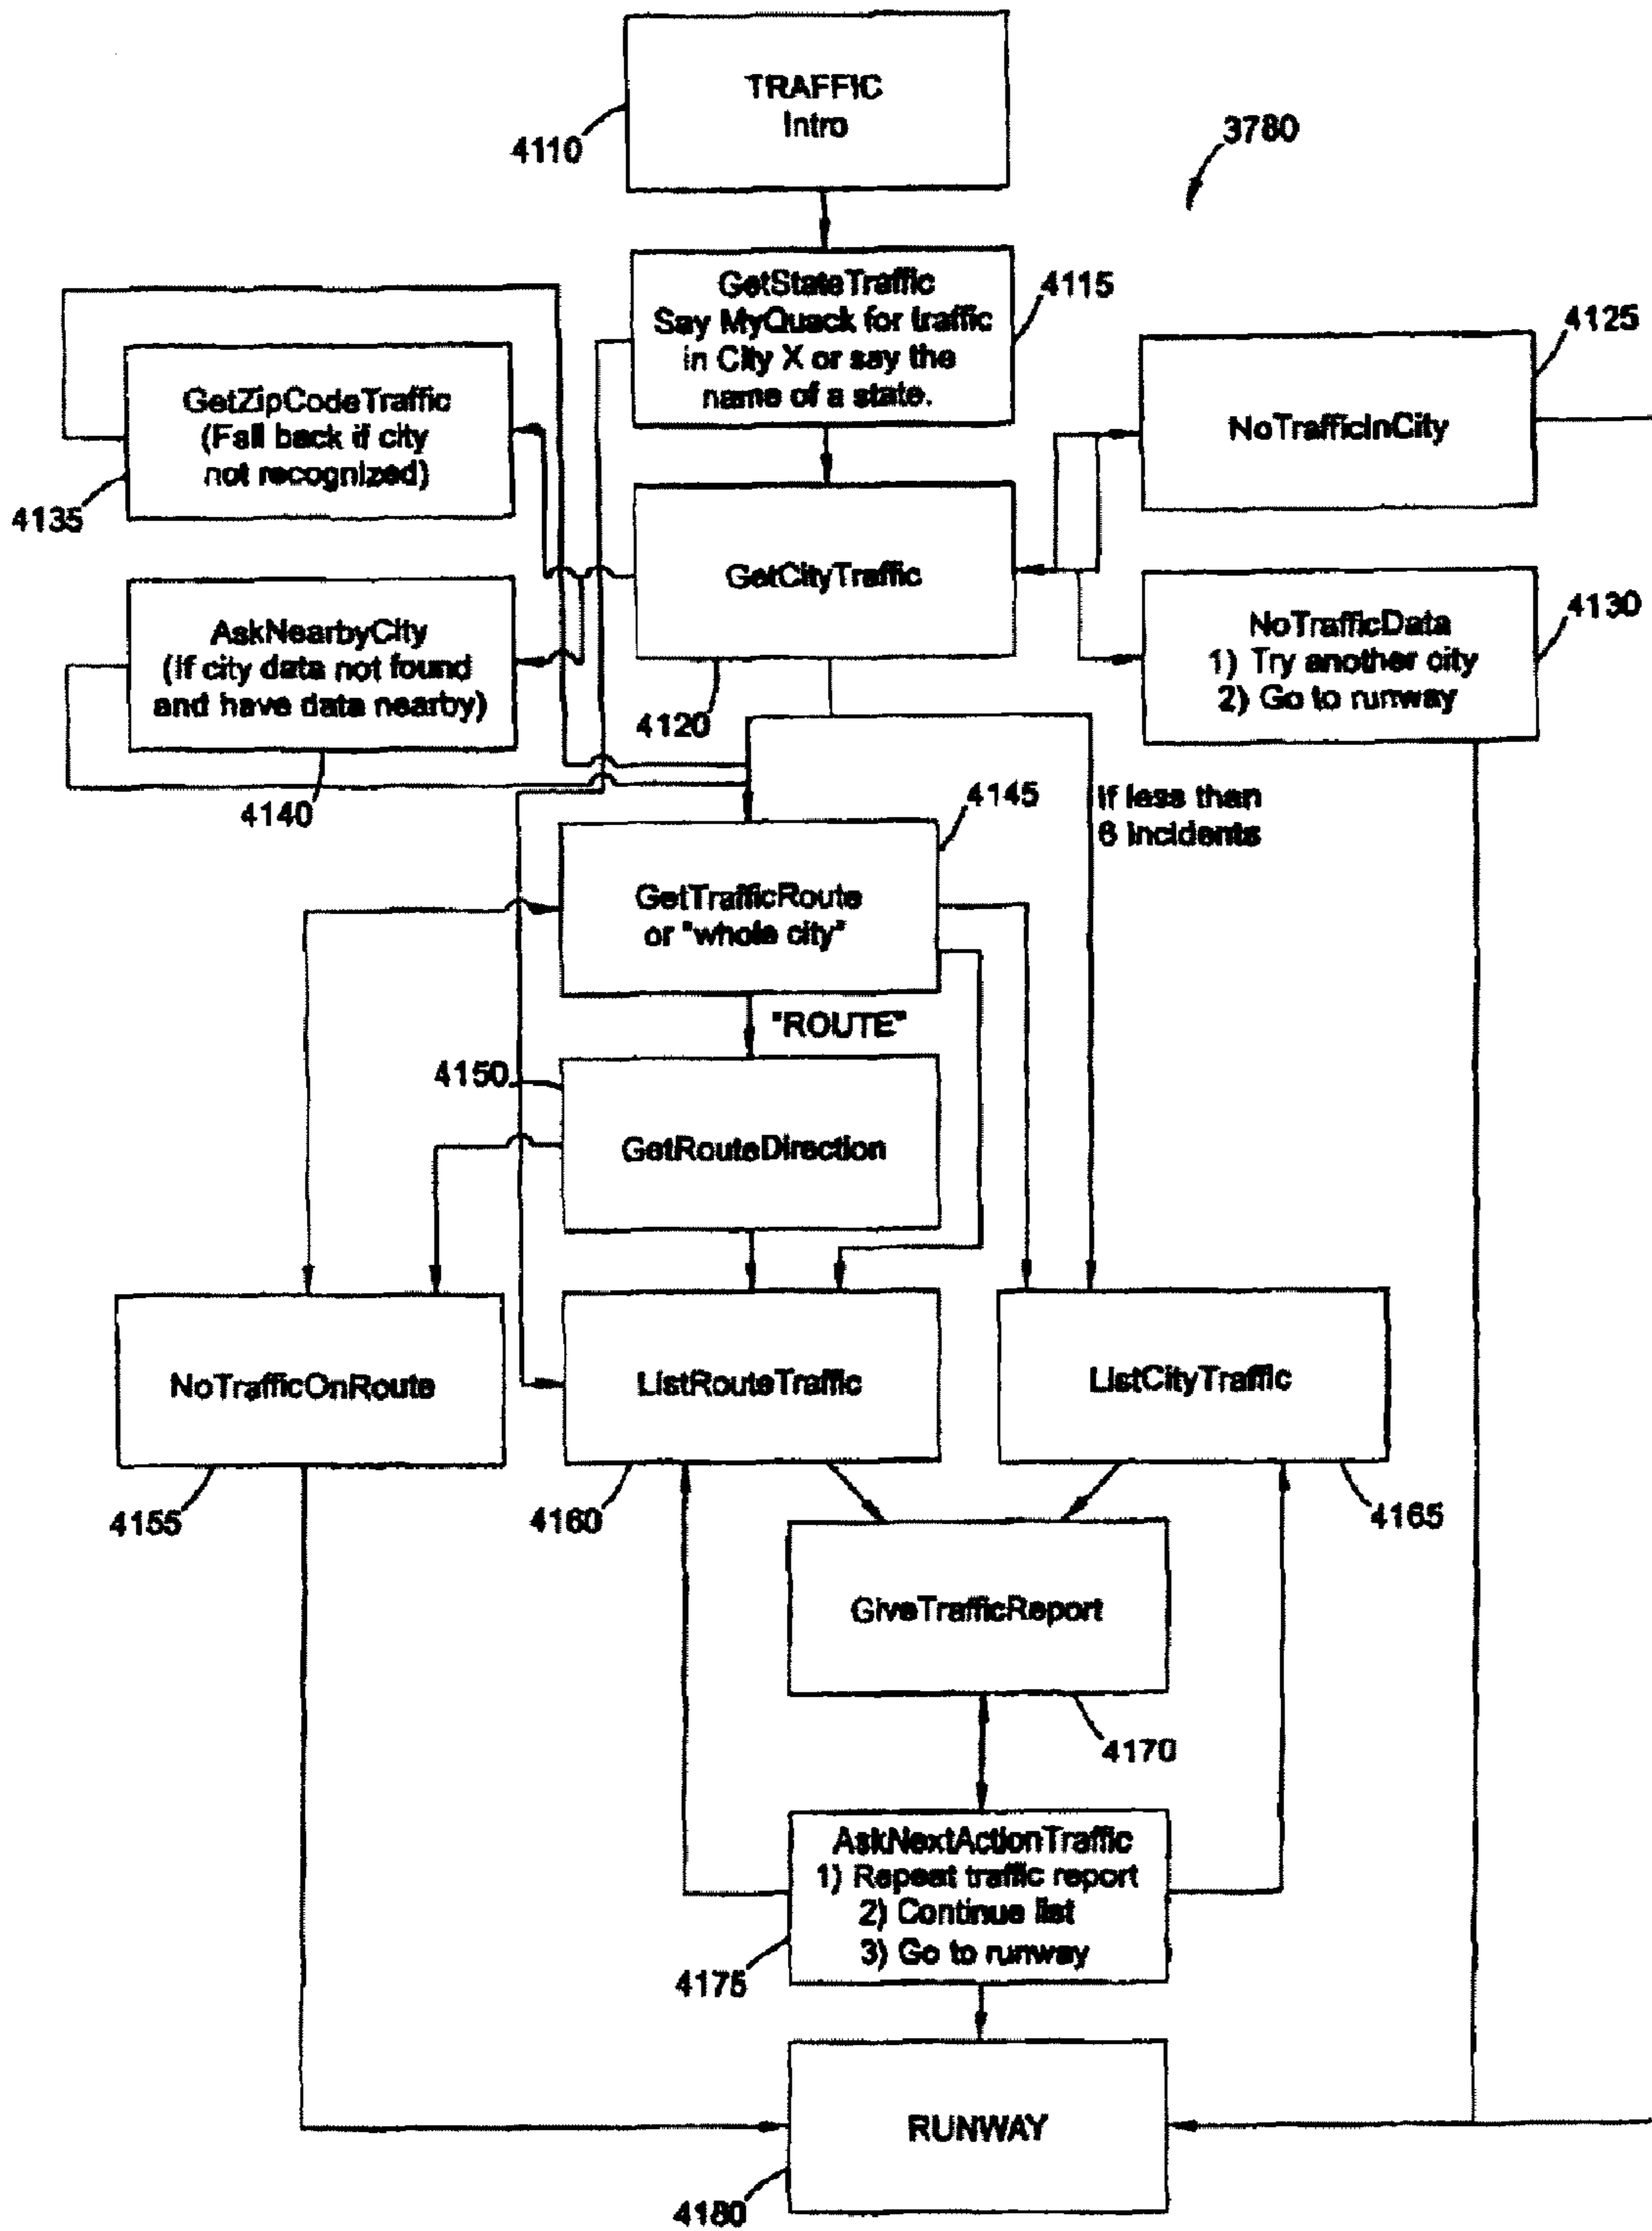 TRAFFIC
Intro
4110
3780
GetStateTraffic
Say MyQuack for traffic
in City X or say the
name of a state.
4115
4125
GetZipCodeTraffic
(Fall back if city
not recognized)
4135
NoTrafficInCity
GetCityTraffic
4120
AskNearbyCity
(If city data not found
and have data nearby)
4140
NoTrafficData
1) Try another city
2) Go to runway
4130
If less than
6 incidents
4145
GetTrafficRoute
or "whole city"
"ROUTE"
4150
GetRouteDirection
NoTrafficOnRoute
4155
ListRouteTraffic
4160
ListCityTraffic
4165
GiveTrafficReport
4170
AskNextActionTraffic
1) Repeat traffic report
2) Continue list
3) Go to runway
4175
RUNWAY
4180